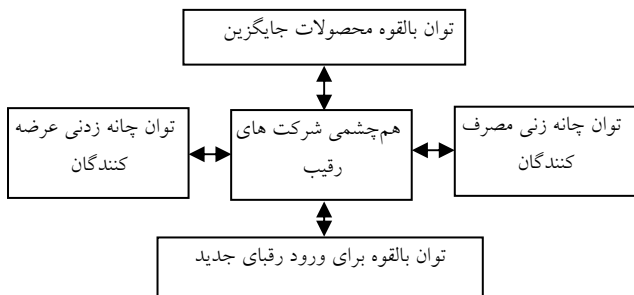 توان بالقوه محصولات جایگزین
توان چانه زنی مصرف
کنندگان
هم‌چشمی شرکت های
رقیب
توان چانه زدنی عرضه
کنندگان
توان بالقوه برای ورود رقبای جدید